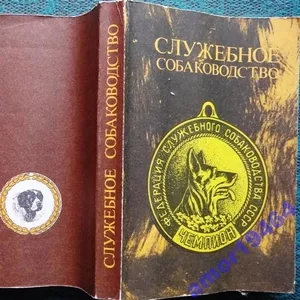 СЛУЖЕБНОЕ СОБАКОВОДСТВО
СЛУЖЕБНОЕ
СОБАКОВОДСТВО
ФЕДЕРАЦИЯ СЛУЖЕБНОГО СОБАКОВОДСТВА СССР
ЧЕМПИОН